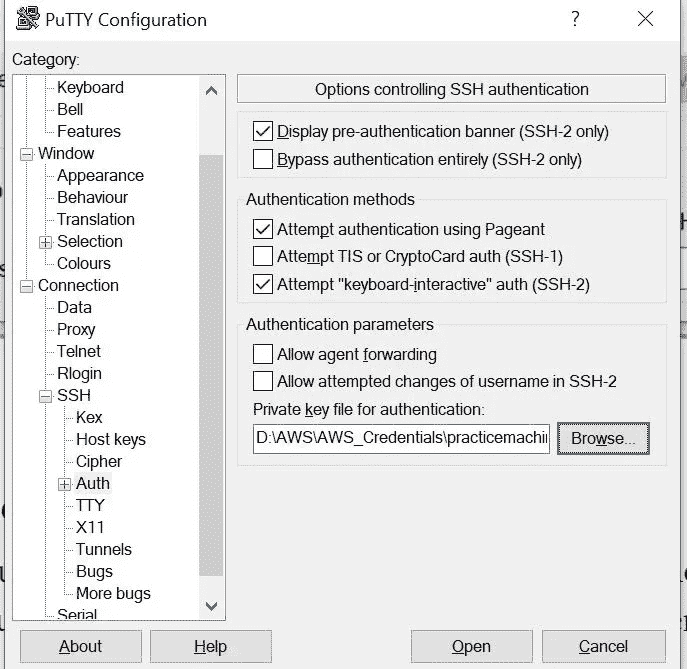 PuTTY Configuration
?
Category:
Keyboard
Bell
Features
Window
Appearance
Behaviour
Translation
Selection
Colours
Connection
Data
Proxy
Telnet
Rlogin
SSH
Kex
Host keys
Cipher
Auth
TTY
X11
Tunnels
Bugs
More bugs
Serial
Options controlling SSH authentication
Display pre-authentication banner (SSH-2 only)
Bypass authentication entirely (SSH-2 only)
Authentication methods
Attempt authentication using Pageant
Attempt TIS or CryptoCard auth (SSH-1)
Attempt "keyboard-interactive" auth (SSH-2)
Authentication parameters
Allow agent forwarding
Allow attempted changes of username in SSH-2
Private key file for authentication:
D:\AWS\AWS_Credentials\practicemachi
Browse...
About
Help
Open
Cancel